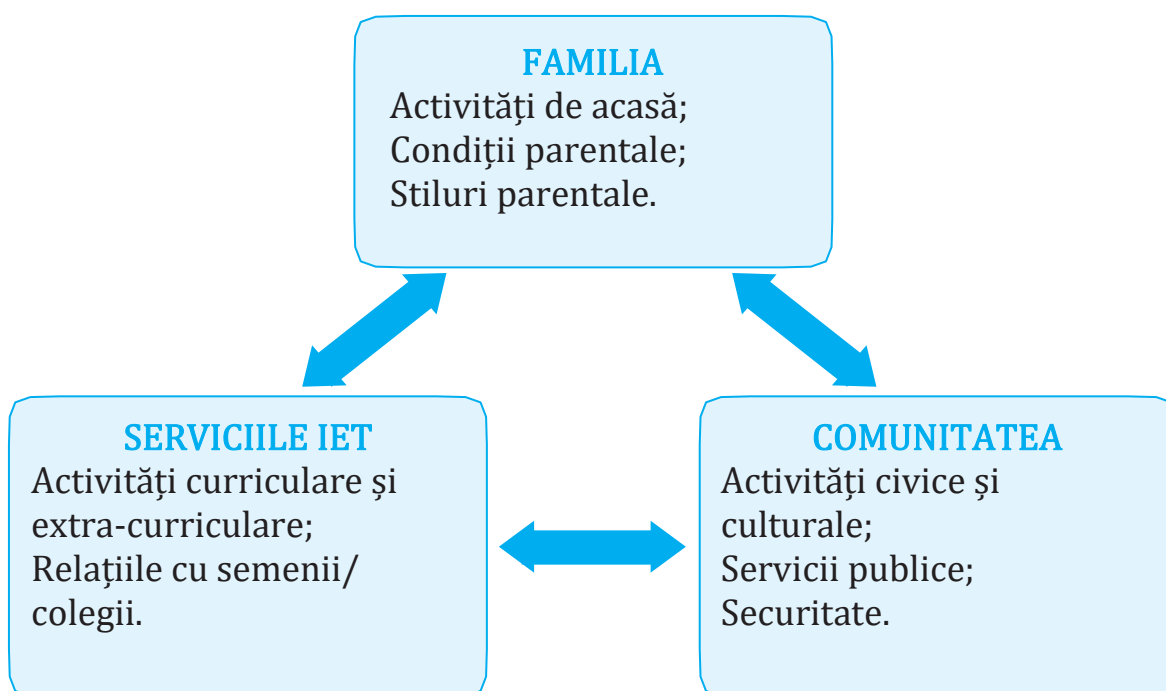 FAMILIA
Activități de acasă;
Condiții parentale;
Stiluri parentale.
SERVICIILE IET
Activități curriculare și
extra-curriculare;
Relațiile cu semenii/
colegii.
COMUNITATEA
Activități civice și
culturale;
Servicii publice;
Securitate.